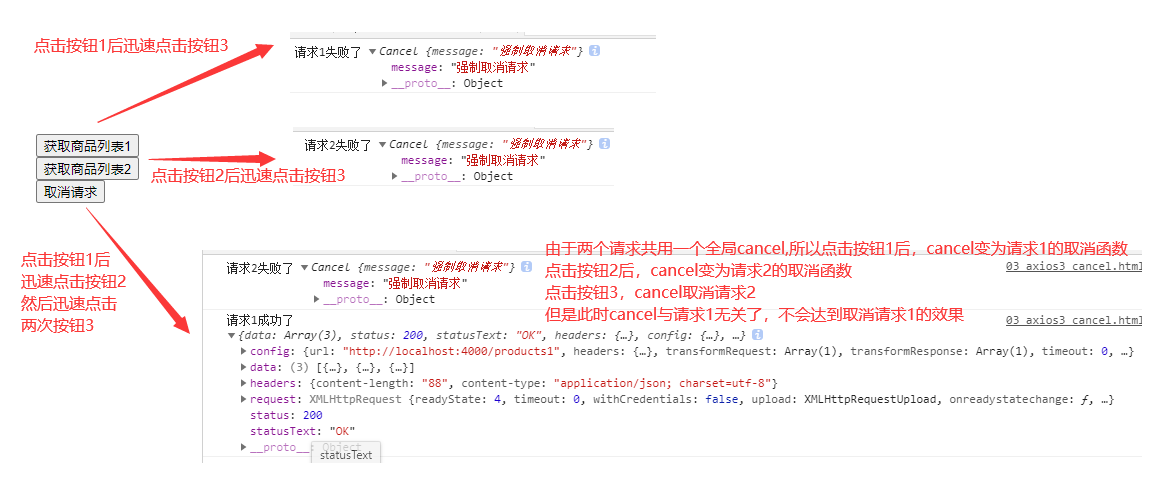 点击按钮1后迅速点击按钮3
请求1失败了 ▼Cancel {message: "强制取消请求"} i
message: "强制取消请求"
▶__proto__: Object
请求2失败了 ▼Cancel {message: "强制取消请求"} i
message: "强制取消请求"
▶__proto__: Object
获取商品列表1
获取商品列表2
取消请求
点击按钮2后迅速点击按钮3
点击按钮1后
迅速点击按钮2
然后迅速点击
两次按钮3
由于两个请求共用一个全局cancel,所以点击按钮1后，cancel变为请求1的取消函数
点击按钮2后，cancel变为请求2的取消函数
点击按钮3，cancel取消请求2
但是此时cancel与请求1无关了，不会达到取消请求1的效果
请求2失败了 ▼Cancel {message: "强制取消请求"} i
03 axios3 cancel.html
message: "强制取消请求"
▶__proto__: Object
请求1成功了
03 axios3 cancel.html
▼{data: Array(3), status: 200, statusText: "OK", headers: {…}, config: {…}, …} i
▶config: {url: "http://localhost:4000/products1", headers: {…}, transformRequest: Array(1), transformResponse: Array(1), timeout: 0, …}
▶data: (3) [{…}, {…}, {…}]
▶headers: {content-length: "88", content-type: "application/json; charset=utf-8"}
▶request: XMLHttpRequest {readyState: 4, timeout: 0, withCredentials: false, upload: XMLHttpRequestUpload, onreadystatechange: ƒ, …}
status: 200
statusText: "OK"
▶__proto__: Object
statusText